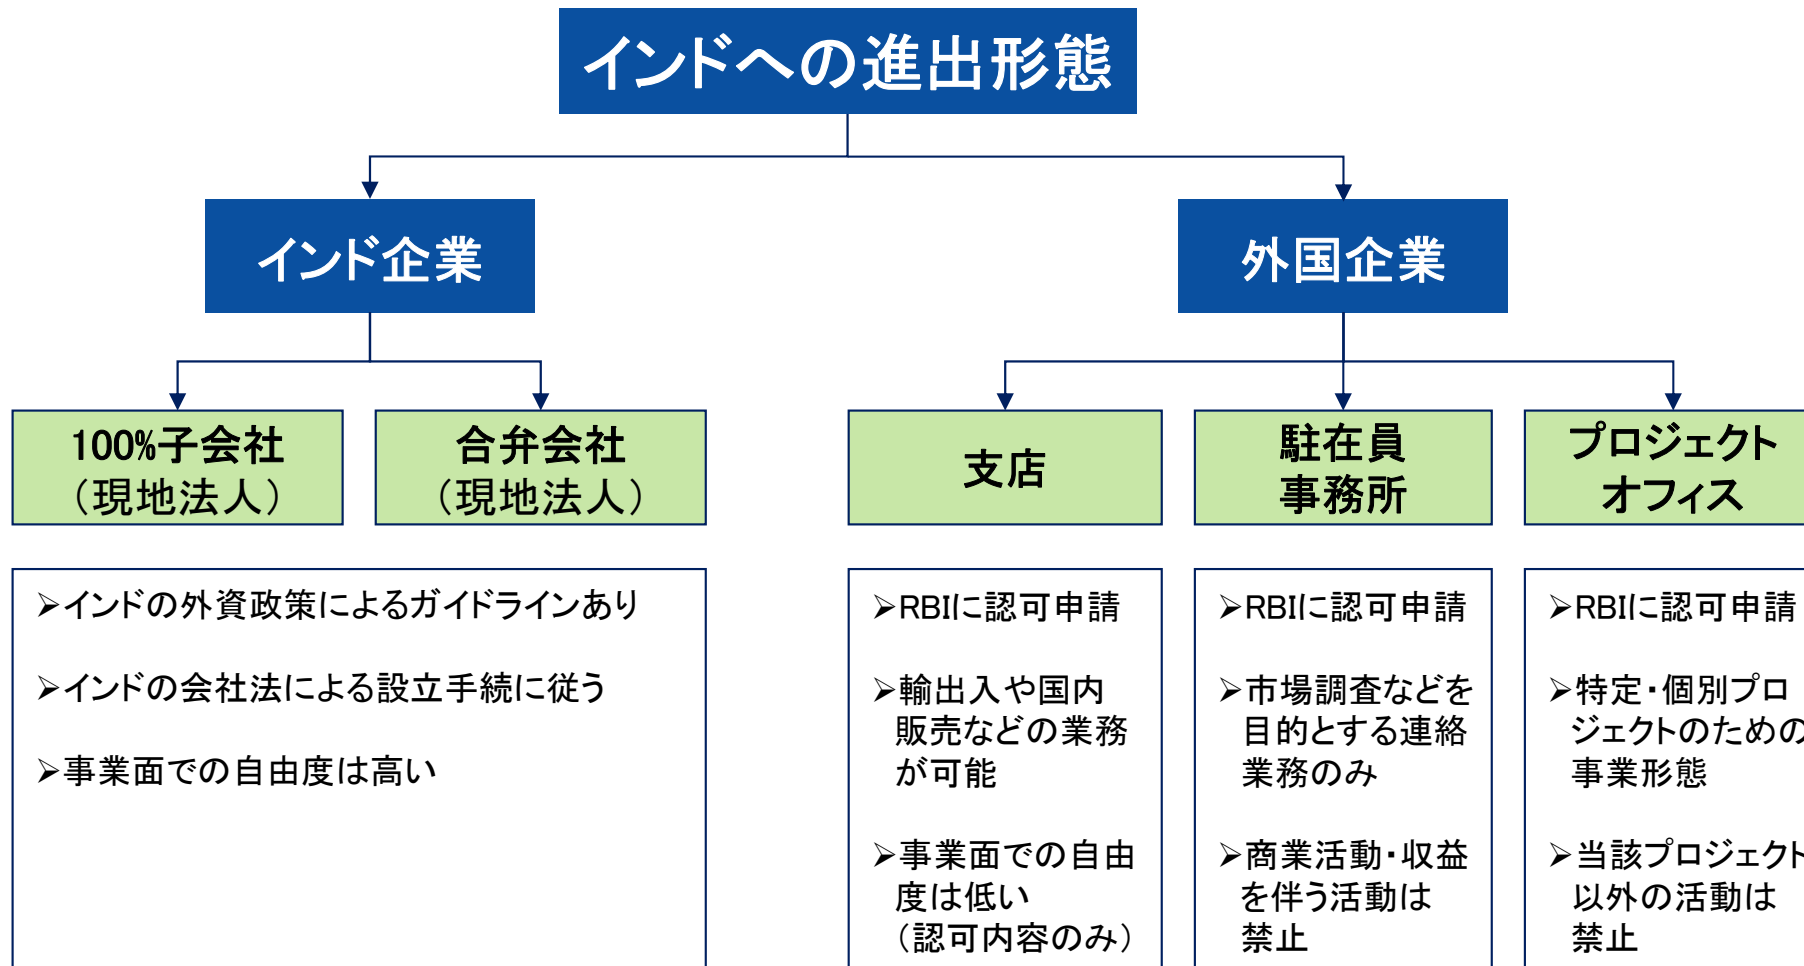 インドへの進出形態
インド企業
外国企業
100%子会社
（現地法人）
合弁会社
（現地法人）
支店
駐在員
事務所
プロジェクト
オフィス
➢インドの外資政策によるガイドラインあり
➢インドの会社法による設立手続に従う
➢事業面での自由度は高い
➢RBIに認可申請
➢輸出入や国内
販売などの業務
が可能
➢事業面での自由
度は低い
（認可内容のみ）
➢RBIに認可申請
➢市場調査などを
目的とする連絡
業務のみ
➢商業活動・収益
を伴う活動は
禁止
➢RBIに認可申請
➢特定・個別プロ
ジェクトのための
事業形態
➢当該プロジェクト
以外の活動は
禁止